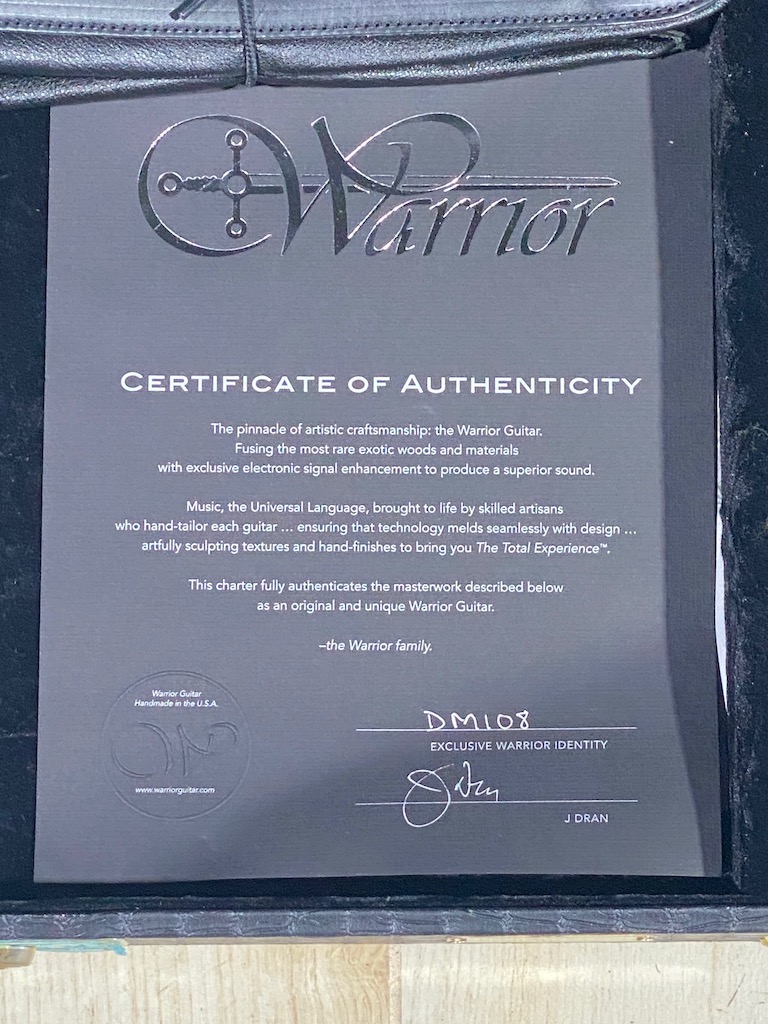 Warrior
CERTIFICATE OF AUTHENTICITY
The pinnacle of artistic craftsmanship: the Warrior Guitar.
Fusing the most rare exotic woods and materials
with exclusive electronic signal enhancement to produce a superior sound.
Music, the Universal Language, brought to life by skilled artisans
who hand-tailor each guitar ... ensuring that technology melds seamlessly with design ...
artfully sculpting textures and hand-finishes to bring you The Total Experience™.
This charter fully authenticates the masterwork described below
as an original and unique Warrior Guitar.
–the Warrior family.
Warrior Guitar
Handmade in the U.S.A.
www.warriorguitar.com
DM108
EXCLUSIVE WARRIOR IDENTITY
J Dran
J DRAN